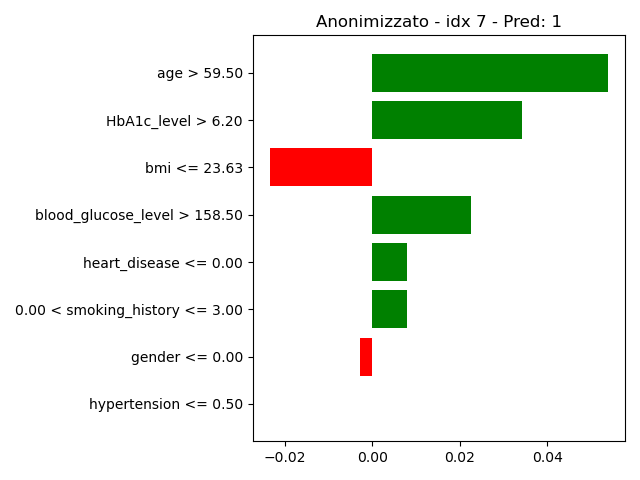 Anonimizzato - idx 7 - Pred: 1
age > 59.50
HbA1c_level > 6.20
bmi <= 23.63
blood_glucose_level > 158.50
heart_disease <= 0.00
0.00 < smoking_history <= 3.00
gender <= 0.00
hypertension <= 0.50
−0.02 0.00 0.02 0.04